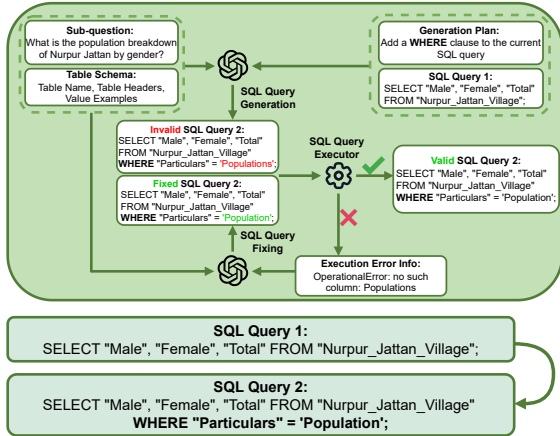 Sub-question:
What is the population breakdown
of Nurpur Jattan by gender?
Table Schema:
Table Name, Table Headers,
Value Examples
Generation Plan:
Add a WHERE clause to the current
SQL query
SQL Query 1:
SELECT "Male", "Female", "Total"
FROM "Nurpur_Jattan_Village";
SQL Query
Generation
Invalid SQL Query 2:
SELECT "Male", "Female", "Total"
FROM "Nurpur_Jattan_Village"
WHERE "Particulars" = 'Populations';
Fixed SQL Query 2:
SELECT "Male", "Female", "Total"
FROM "Nurpur_Jattan_Village"
WHERE "Particulars" = 'Population';
SQL Query
Executor
Valid SQL Query 2:
SELECT "Male", "Female", "Total"
FROM "Nurpur_Jattan_Village"
WHERE "Particulars" = 'Population';
SQL Query
Fixing
Execution Error Info:
OperationalError: no such
column: Populations
SQL Query 1:
SELECT "Male", "Female", "Total" FROM "Nurpur_Jattan_Village";
SQL Query 2:
SELECT "Male", "Female", "Total" FROM "Nurpur_Jattan_Village"
WHERE "Particulars" = 'Population';